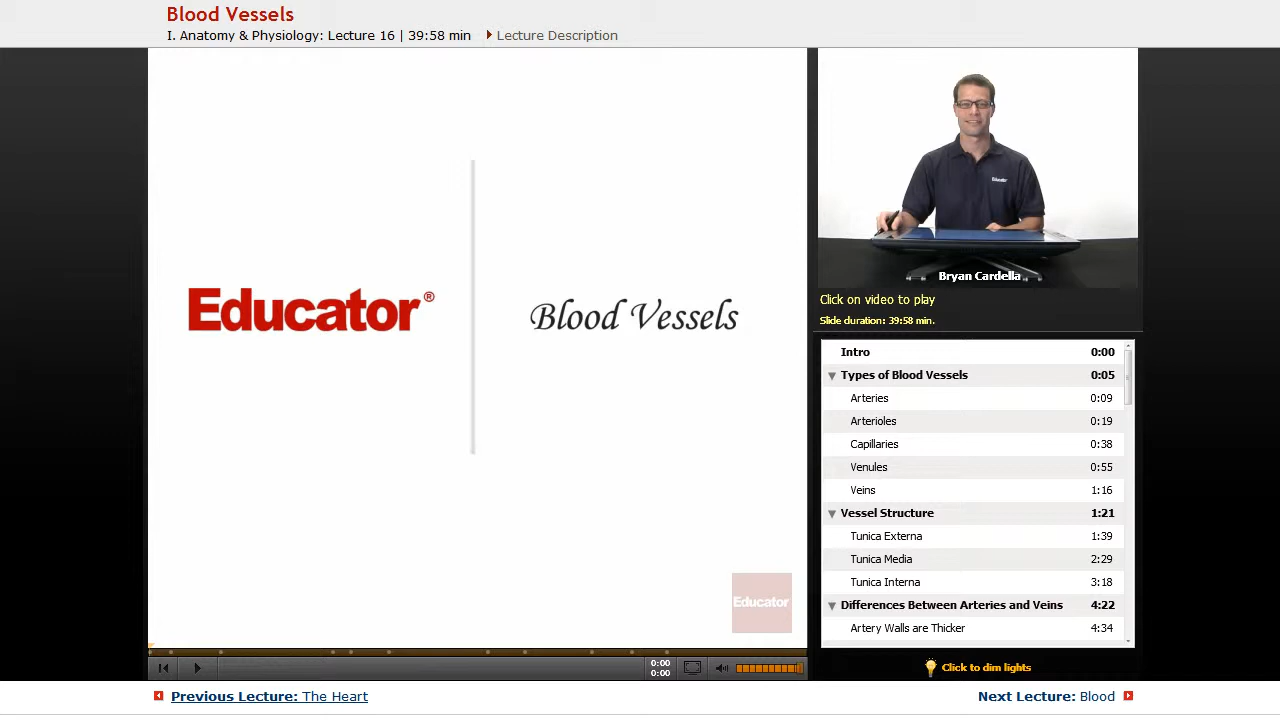 Blood Vessels
I. Anatomy & Physiology: Lecture 16 | 39:58 min Lecture Description
Educator®
Blood Vessels
Educator
Educator
Bryan Cardella
Click on video to play
Slide duration: 39:58 min.
Intro 0:00
Types of Blood Vessels 0:05
Arteries 0:09
Arterioles 0:19
Capillaries 0:38
Venules 0:55
Veins 1:16
Vessel Structure 1:21
Tunica Externa 1:39
Tunica Media 2:29
Tunica Interna 3:18
Differences Between Arteries and Veins 4:22
Artery Walls are Thicker 4:34
0:00
0:00
Click to dim lights
Previous Lecture: The Heart
Next Lecture: Blood